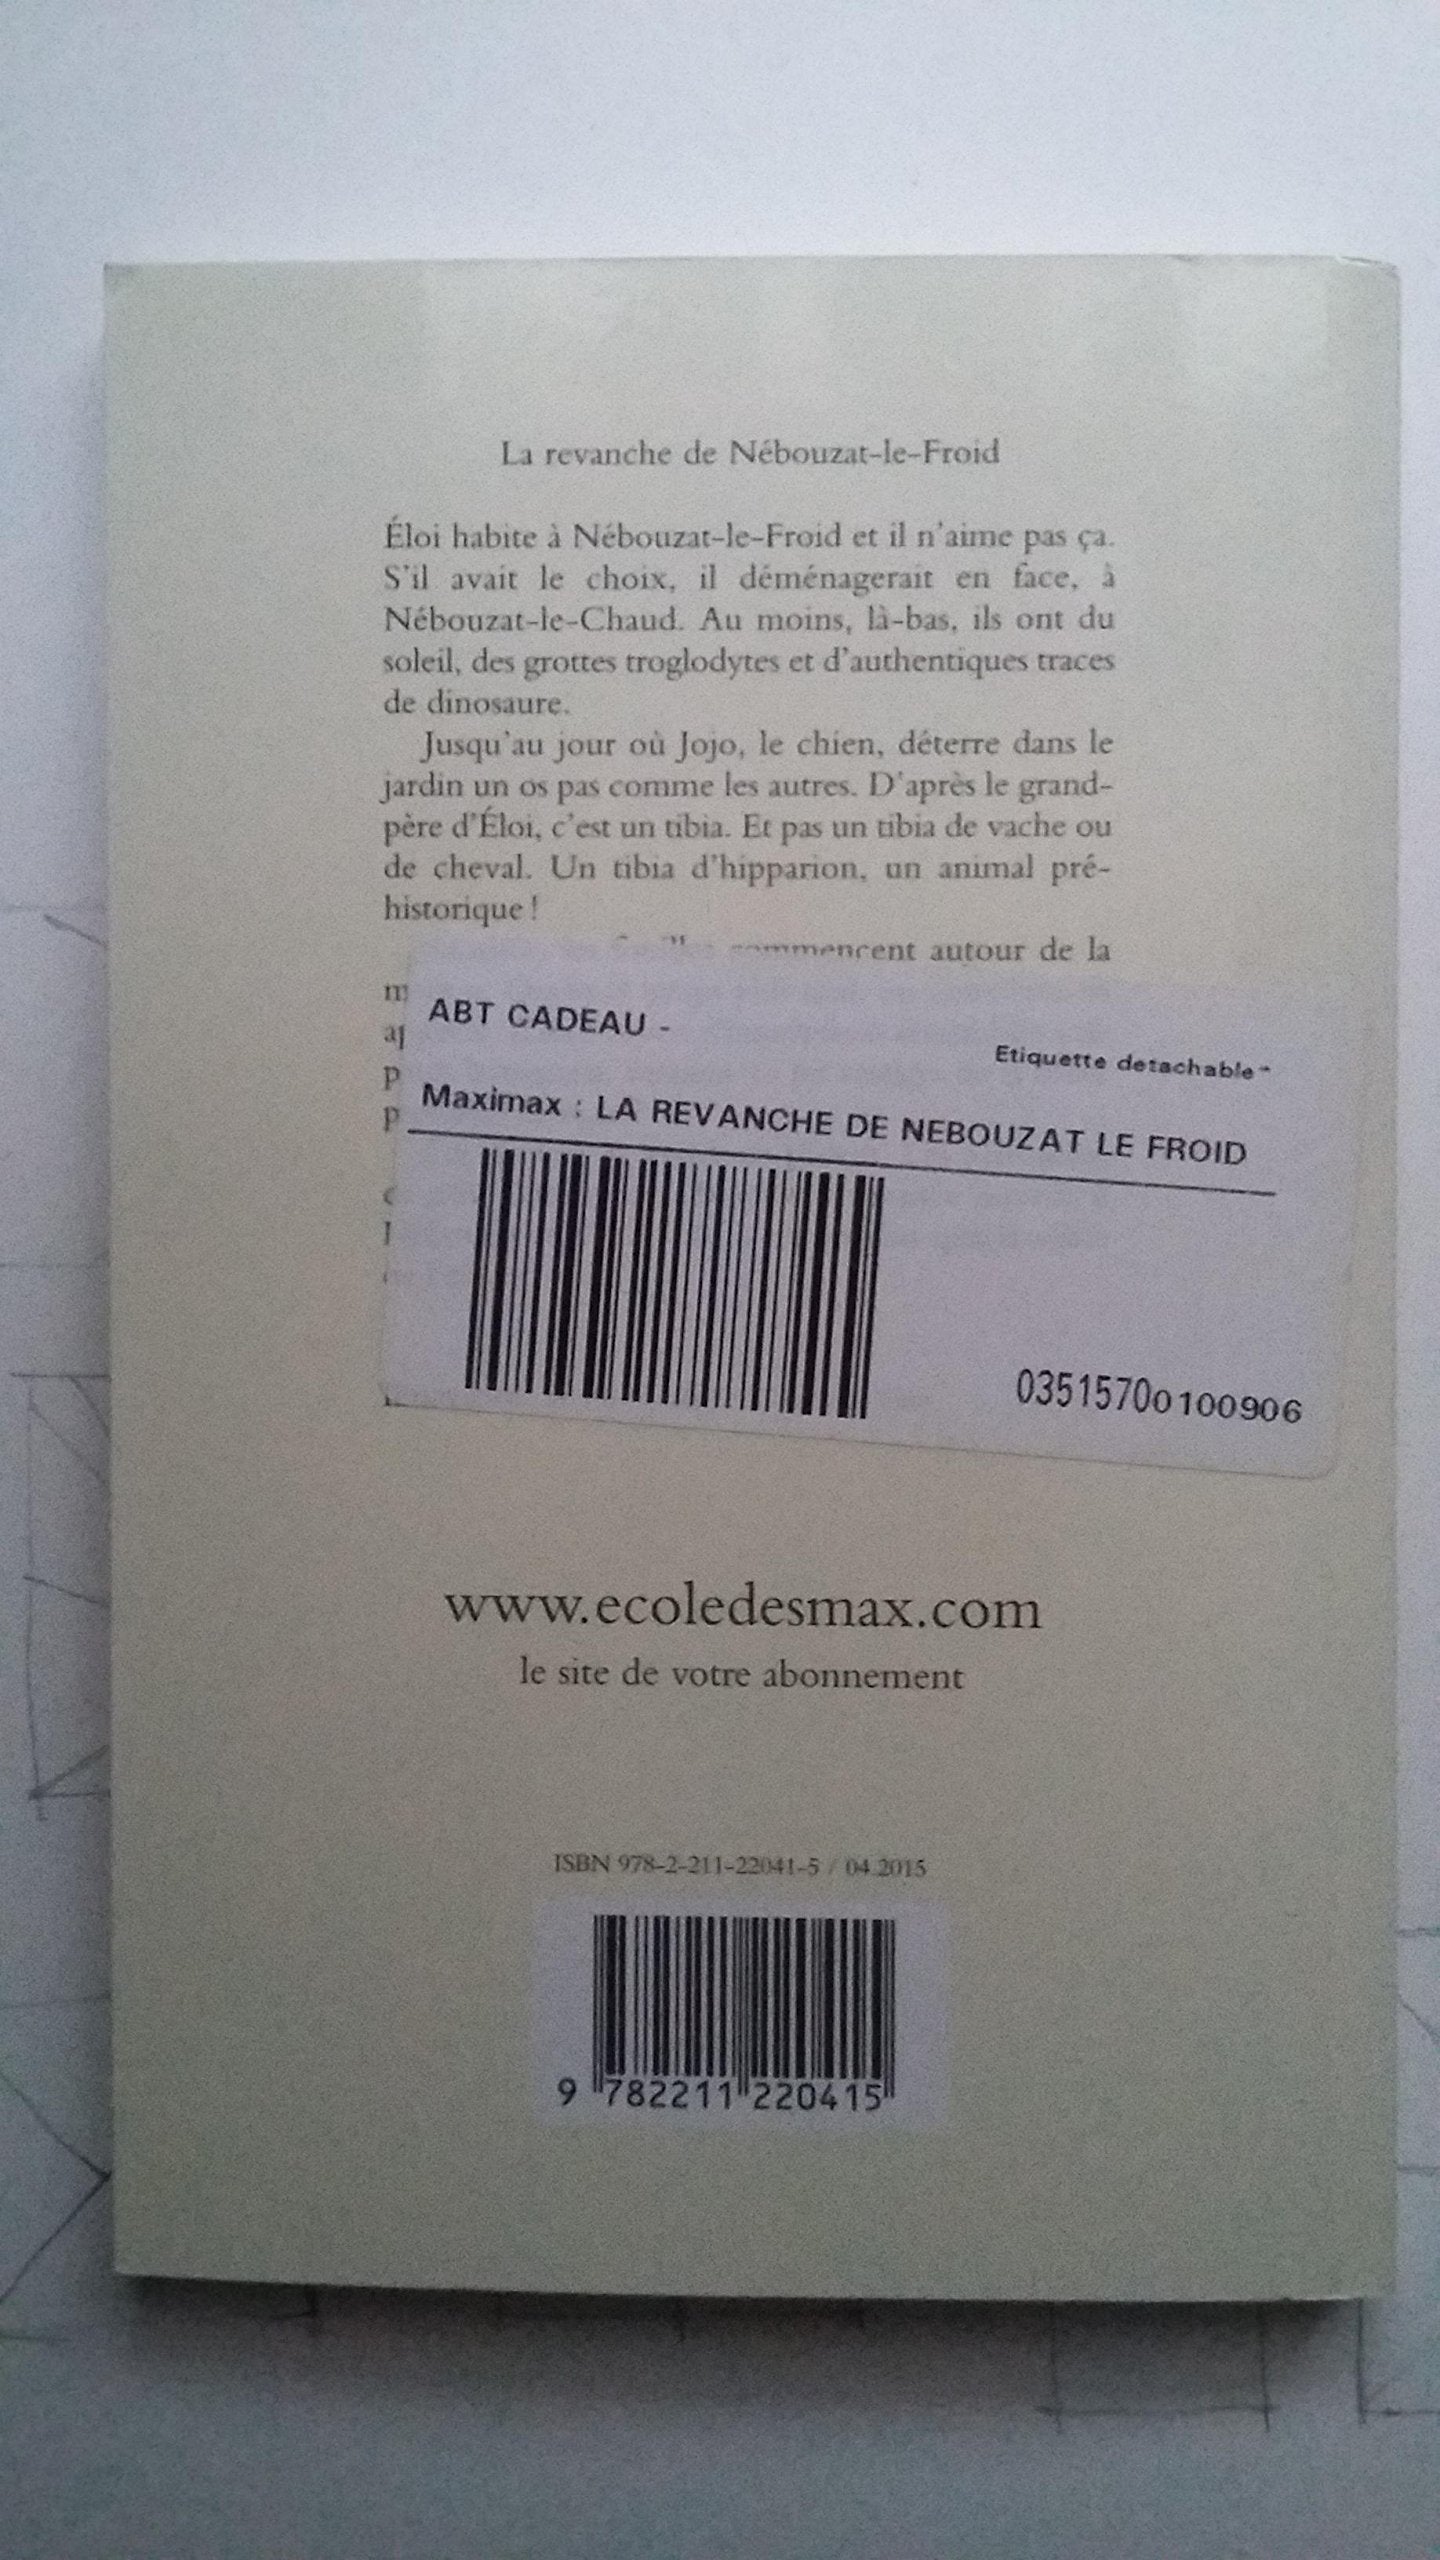 La revanche de Nébouzat-le-Froid
Éloi habite à Nébouzat-le-Froid et il n'aime pas ça.
S'il avait le choix, il déménagerait en face, à
Nébouzat-le-Chaud. Au moins, là-bas, ils ont du
soleil, des grottes troglodytes et d'authentiques traces
de dinosaure.
Jusqu'au jour où Jojo, le chien, déterre dans le
jardin un os pas comme les autres. D'après le grand-
père d'Éloi, c'est un tibia. Et pas un tibia de vache ou
de cheval. Un tibia d'hipparion, un animal pré-
historique !
commencent autour de la
ABT CADEAU -
Etiquette detachable-
Maximax : LA REVANCHE DE NEBOUZAT LE FROID
03515700100906
www.ecoledesmax.com
le site de votre abonnement
ISBN 978-2-211-22041-5 / 04.2015
9 782211 220415